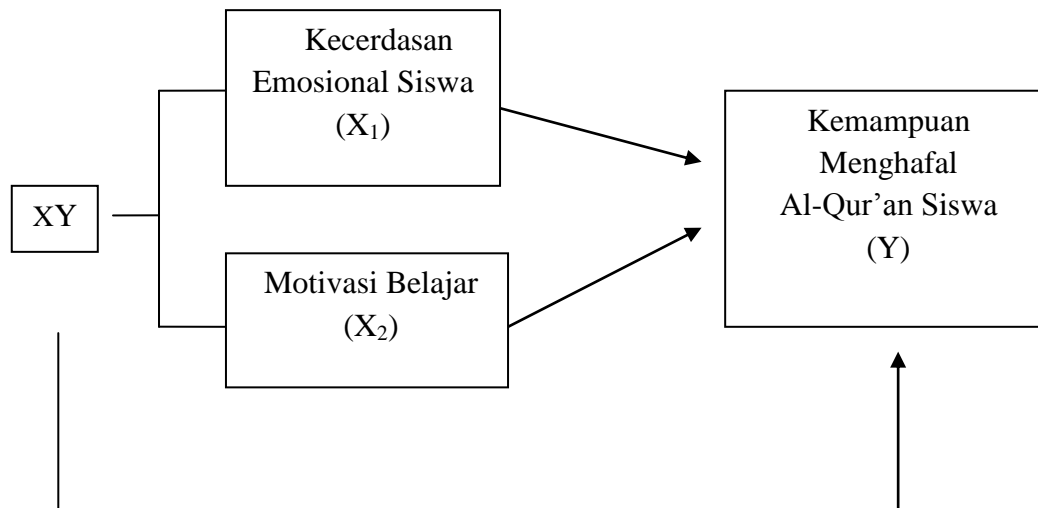 Kecerdasan
Emosional Siswa
(X₁)
XY
Motivasi Belajar
(X₂)
Kemampuan
Menghafal
Al-Qur’an Siswa
(Y)